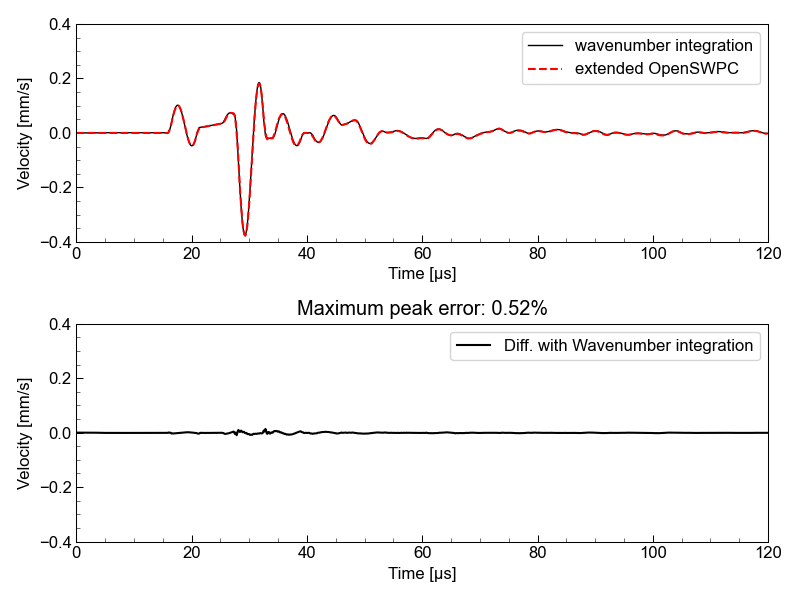 0.4
0.2
0.0
−0.2
−0.4
Velocity [mm/s]
wavenumber integration
extended OpenSWPC
0 20 40 60 80 100 120
Time [μs]
Maximum peak error: 0.52%
0.4
0.2
0.0
−0.2
−0.4
Velocity [mm/s]
Diff. with Wavenumber integration
0 20 40 60 80 100 120
Time [μs]